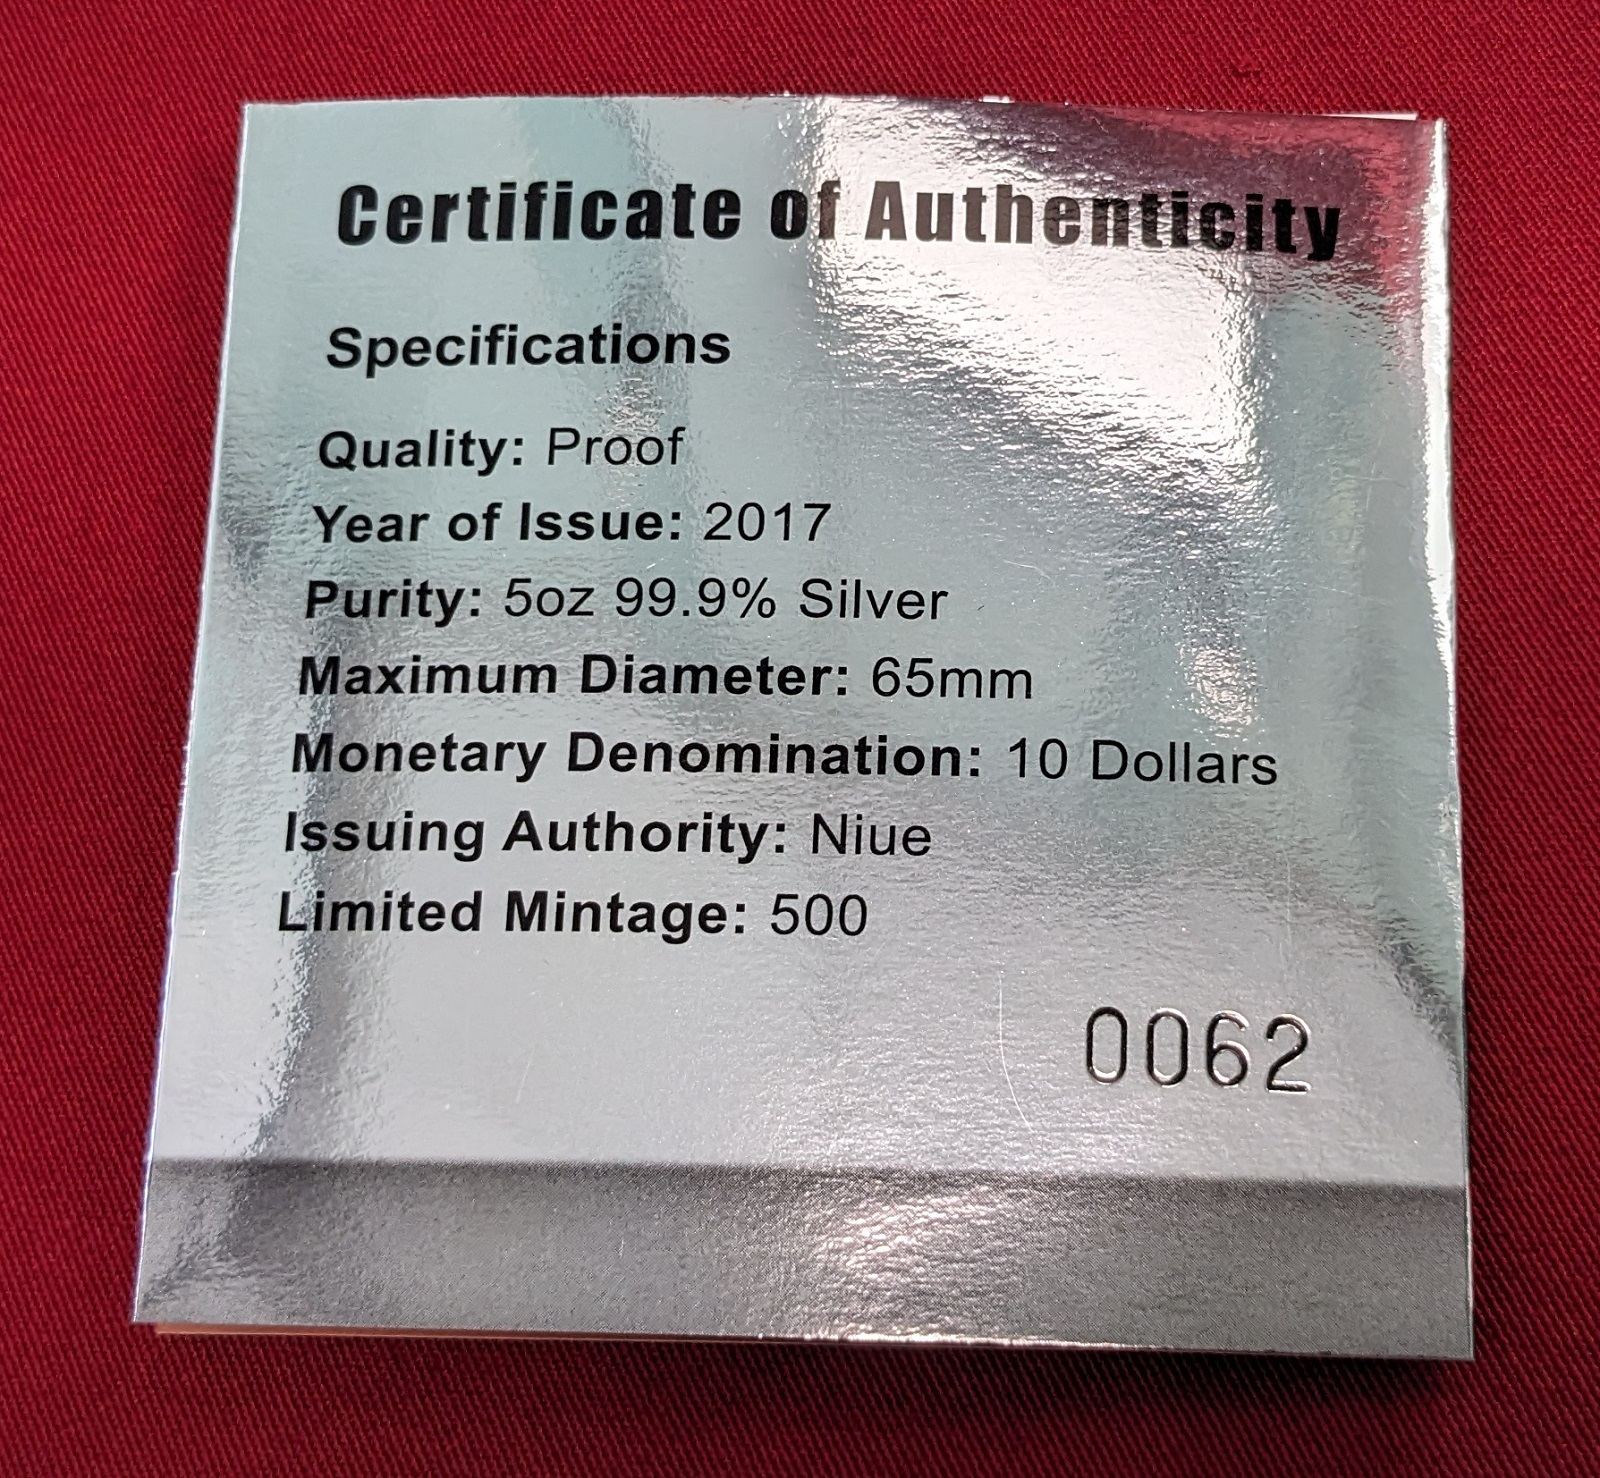 Certificate of Authenticity
Specifications
Quality: Proof
Year of Issue: 2017
Purity: 5oz 99.9% Silver
Maximum Diameter: 65mm
Monetary Denomination: 10 Dollars
Issuing Authority: Niue
Limited Mintage: 500
0062